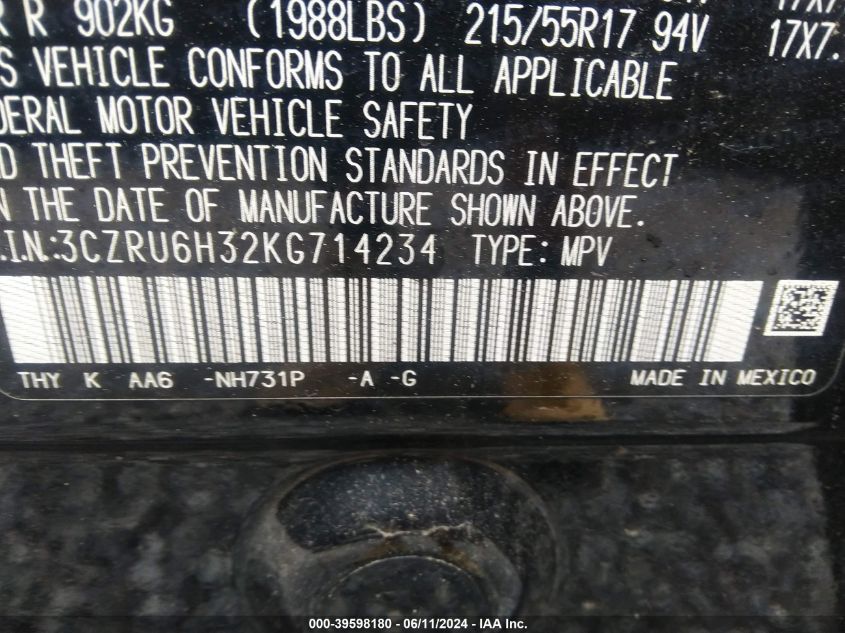 R R 902KG (1988LBS) 215/55R17 94V 17X7.
S VEHICLE CONFORMS TO ALL APPLICABLE
DERAL MOTOR VEHICLE SAFETY
D THEFT PREVENTION STANDARDS IN EFFECT
N THE DATE OF MANUFACTURE SHOWN ABOVE.
.I.N.:3CZRU6H32KG714234 TYPE: MPV
THY K AA6 -NH731P -A -G MADE IN MEXICO
000-39598180 - 06/11/2024 - IAAI Inc.